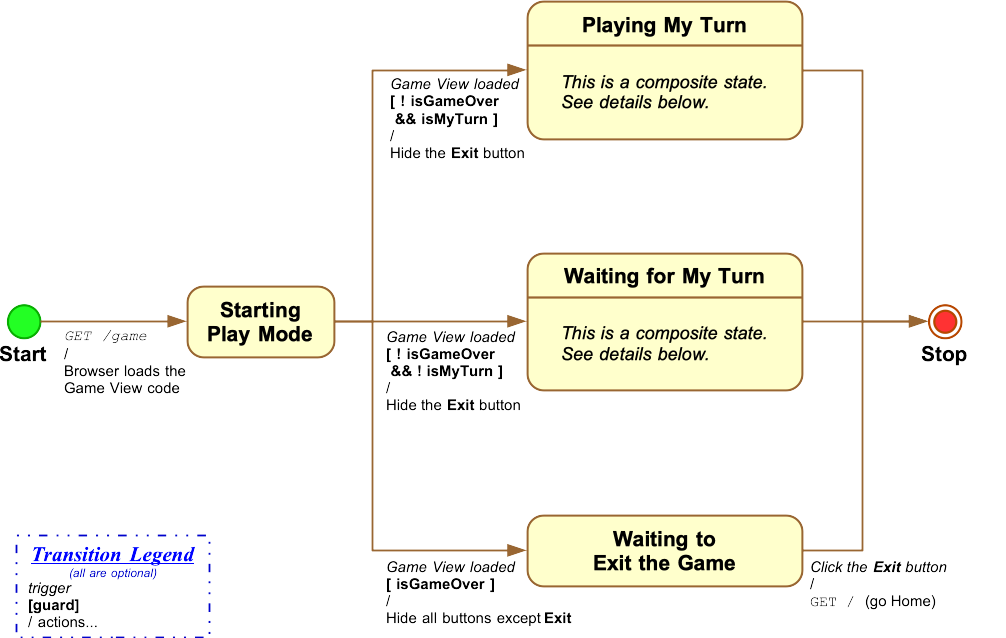 Playing My Turn
This is a composite state.
See details below.
Game View loaded
[ ! isGameOver
&& isMyTurn ]
/
Hide the Exit button
Waiting for My Turn
This is a composite state.
See details below.
Starting
Play Mode
Start
GET /game
/
Browser loads the
Game View code
Game View loaded
[ ! isGameOver
&& ! isMyTurn ]
/
Hide the Exit button
Stop
Waiting to
Exit the Game
Game View loaded
[ isGameOver ]
/
Hide all buttons except Exit
Click the Exit button
/
GET / (go Home)
Transition Legend
(all are optional)
trigger
[guard]
/ actions...